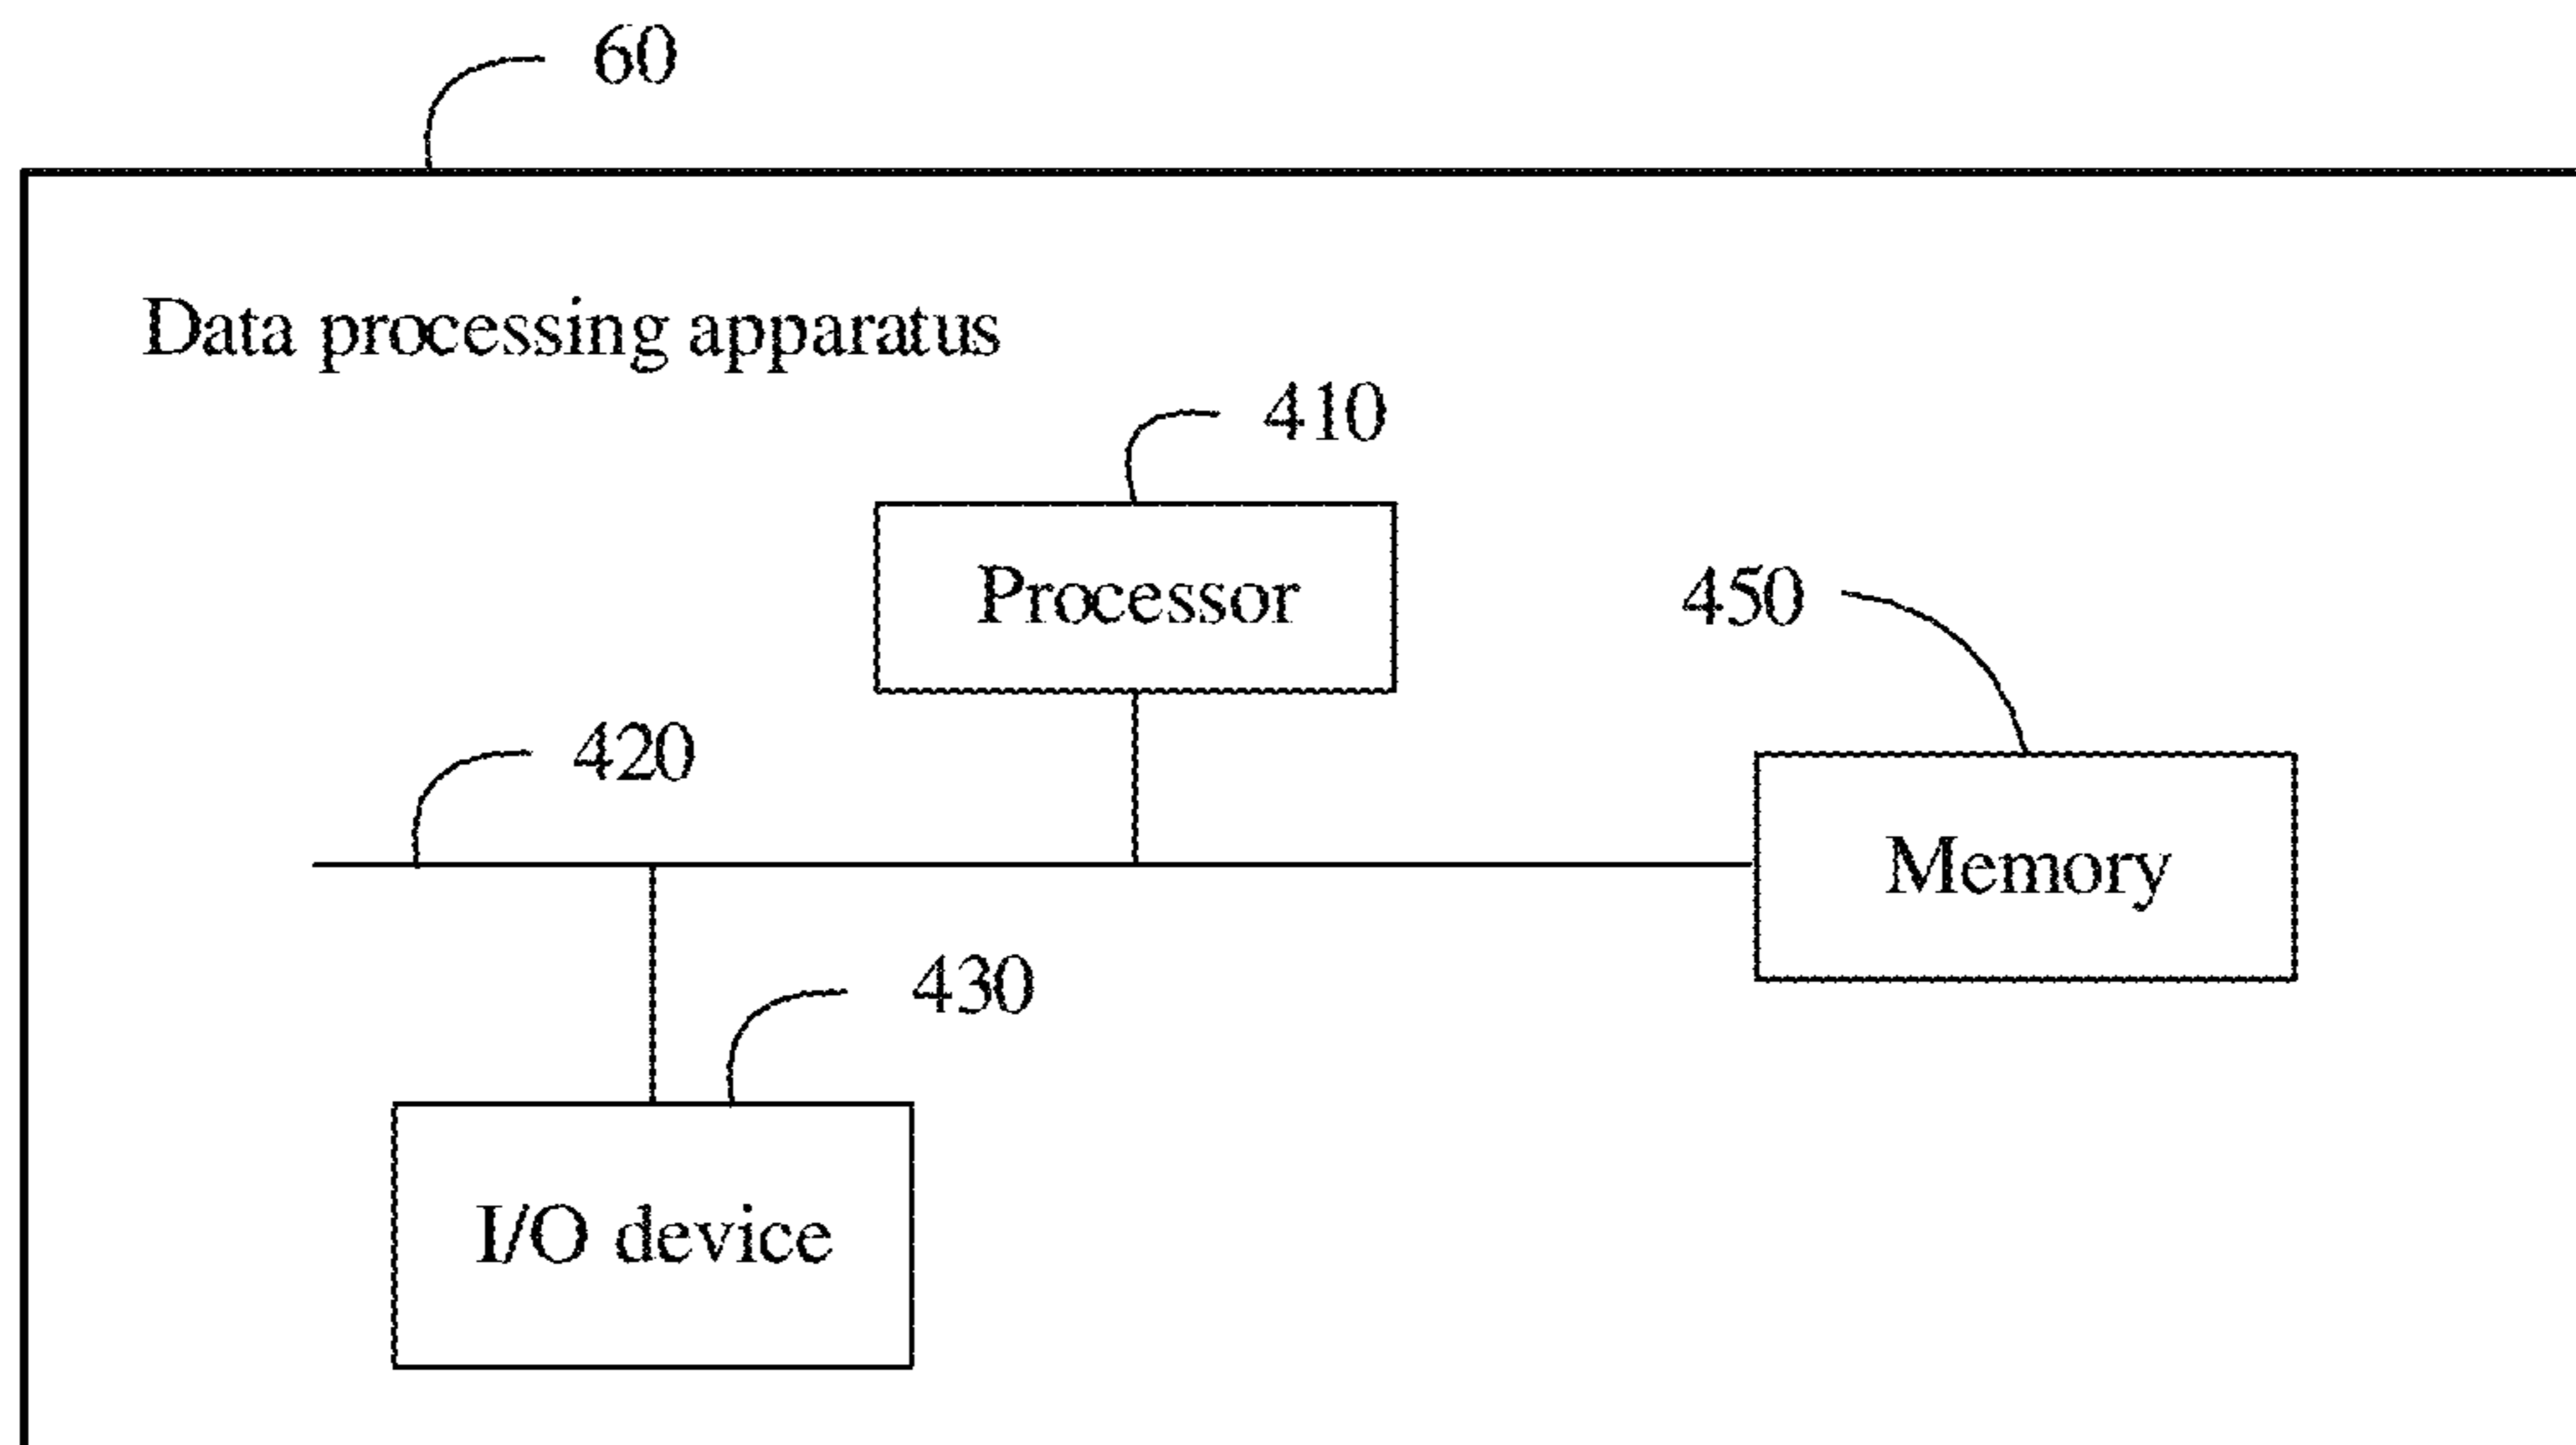 60
Data processing apparatus
410
Processor
450
420
Memory
430
I/O device